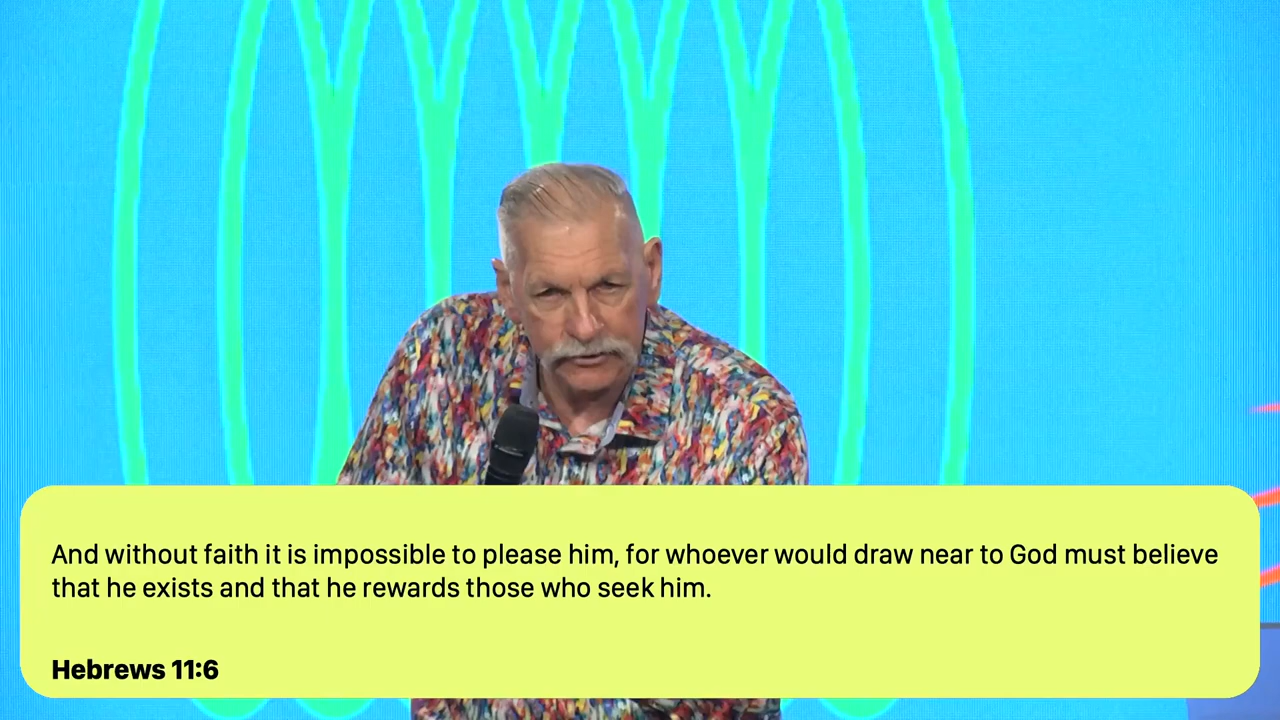 And without faith it is impossible to please him, for whoever would draw near to God must believe
that he exists and that he rewards those who seek him.
Hebrews 11:6